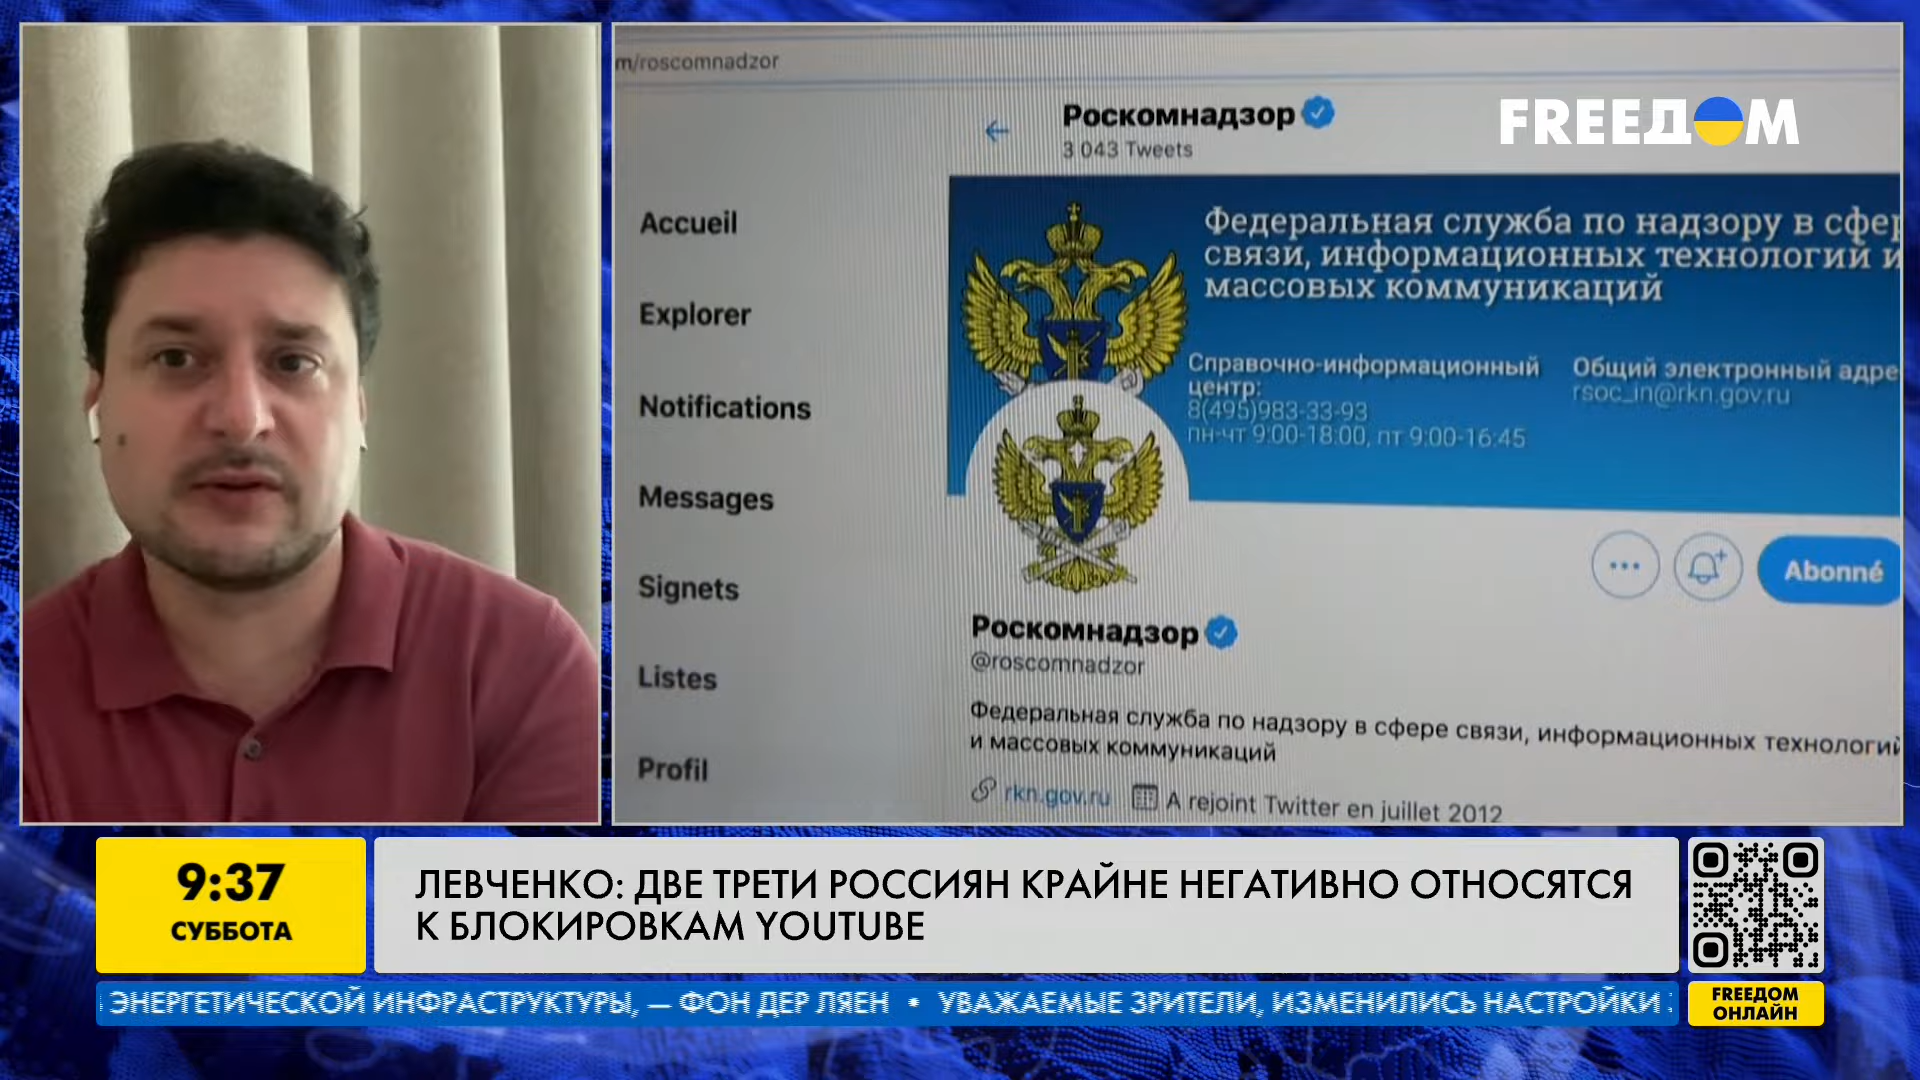 m/roscomnadzor
Роскомнадзор
3 043 Tweets
FREEДOM
Accueil
Explorer
Notifications
Messages
Signets
Listes
Profil
Федеральная служба по надзору в сфер
связи, информационных технологий и
массовых коммуникаций
Справочно-информационный
центр:
8(495)983-33-93
пн-чт 9:00-18:00, пт 9:00-16:45
Общий электронный адре
rsoc_in@rkn.gov.ru
Abonné
Роскомнадзор
@roscomnadzor
Федеральная служба по надзору в сфере связи, информационных технологий
и массовых коммуникаций
rkn.gov.ru A rejoint Twitter en juillet 2012
9:37
СУББОТА
ЛЕВЧЕНКО: ДВЕ ТРЕТИ РОССИЯН КРАЙНЕ НЕГАТИВНО ОТНОСЯТСЯ
К БЛОКИРОВКАМ YOUTUBE
ЭНЕРГЕТИЧЕСКОЙ ИНФРАСТРУКТУРЫ, — ФОН ДЕР ЛЯЕН • УВАЖАЕМЫЕ ЗРИТЕЛИ, ИЗМЕНИЛИСЬ НАСТРОЙКИ
FREEДOM
ОНЛАЙН